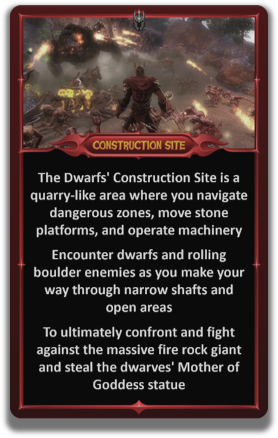 CONSTRUCTION SITE
The Dwarfs' Construction Site is a
quarry-like area where you navigate
dangerous zones, move stone
platforms, and operate machinery
Encounter dwarfs and rolling
boulder enemies as you make your
way through narrow shafts and
open areas
To ultimately confront and fight
against the massive fire rock giant
and steal the dwarves' Mother of
Goddess statue